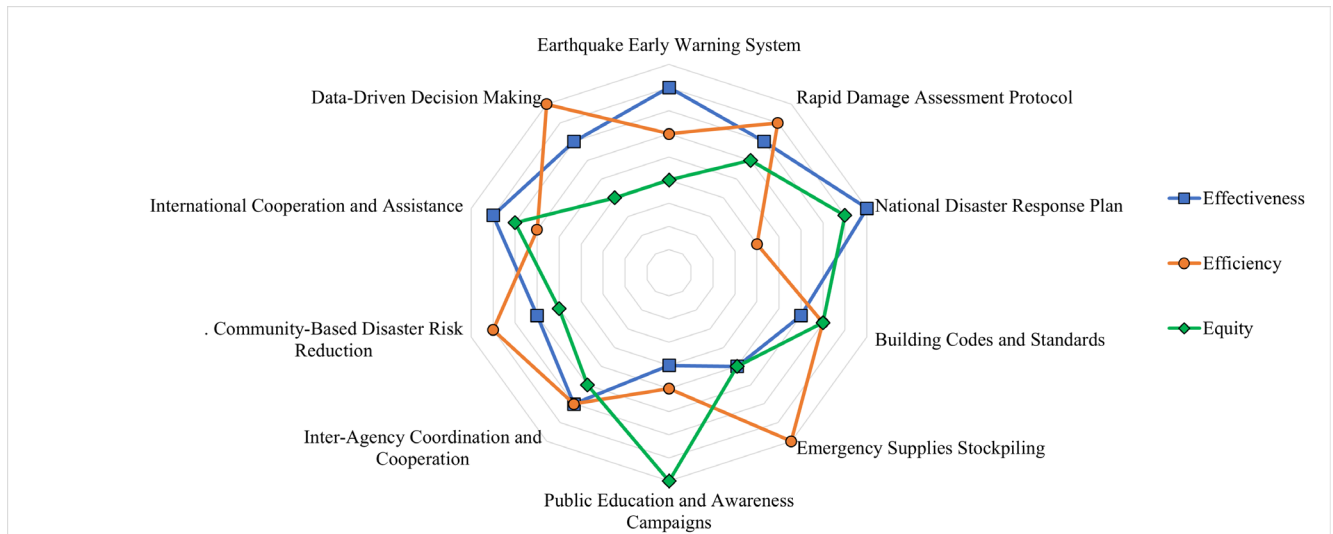 Earthquake Early Warning System
Data-Driven Decision Making
Rapid Damage Assessment Protocol
International Cooperation and Assistance
National Disaster Response Plan
Effectiveness
Efficiency
Equity
. Community-Based Disaster Risk
Reduction
Building Codes and Standards
Inter-Agency Coordination and
Cooperation
Emergency Supplies Stockpiling
Public Education and Awareness
Campaigns